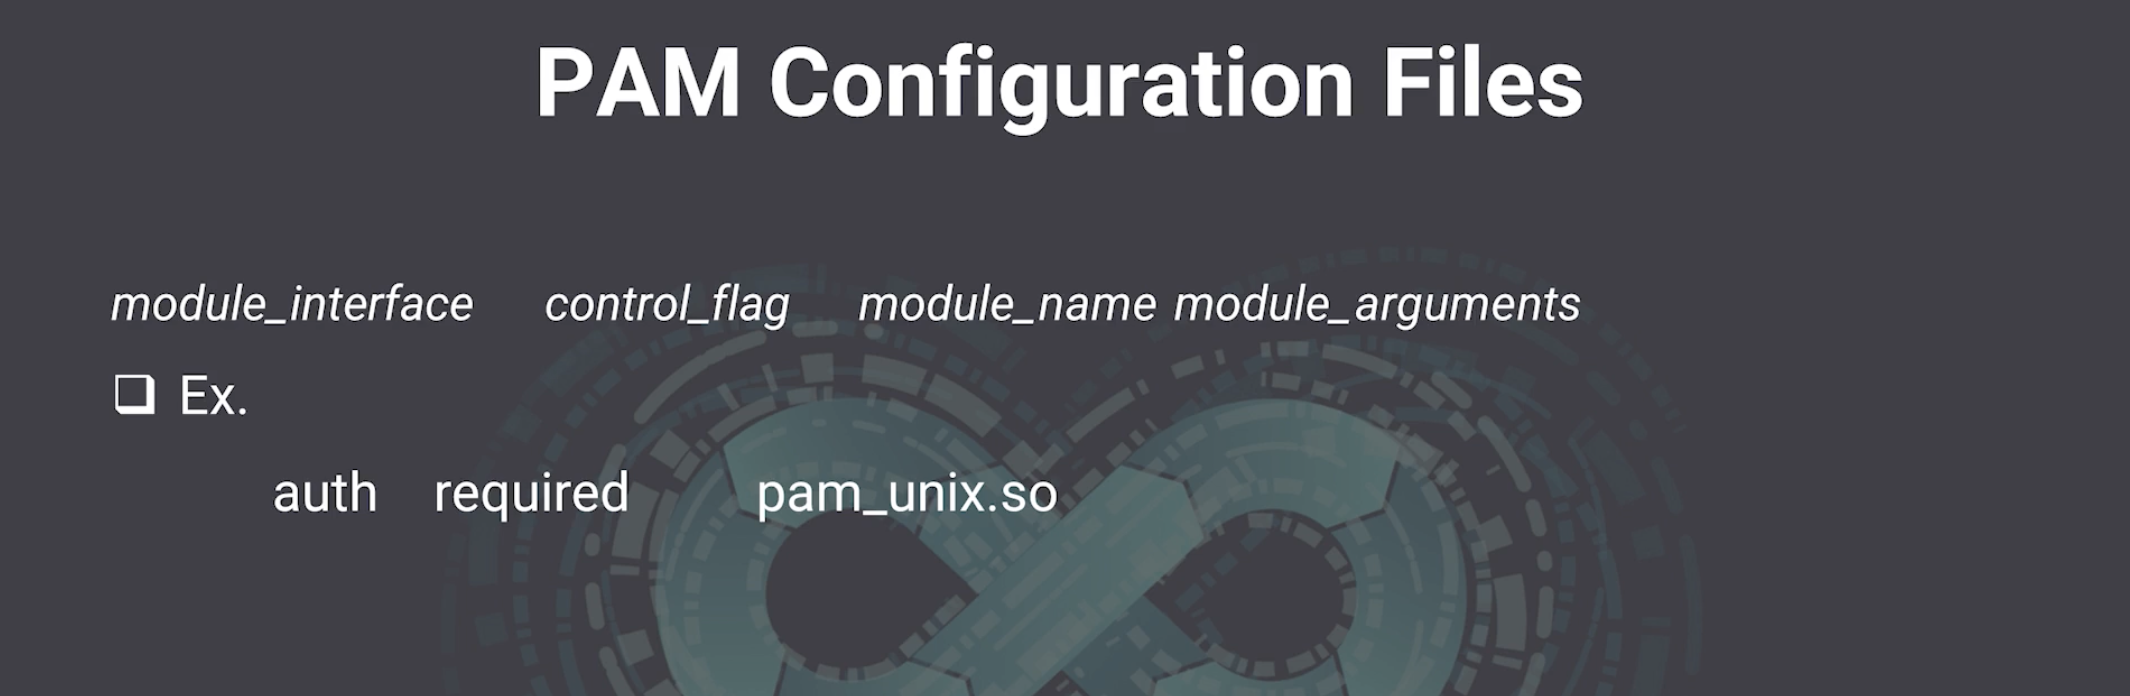 PAM Configuration Files
module_interface control_flag module_name module_arguments
❑ Ex.
auth required pam_unix.so